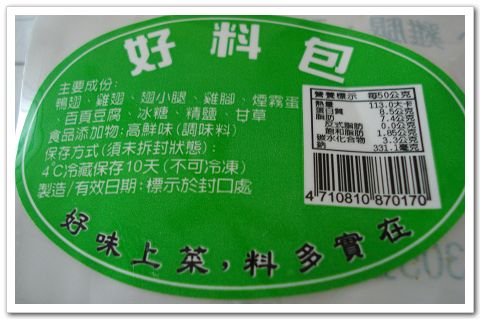 好料包
主要成份:
鴨翅、雞翅、翅小腿、雞腳、煙霧蛋
、百頁豆腐、冰糖、精鹽、甘草
食品添加物:高鮮味(調味料)
保存方式(須未拆封狀態):
4℃冷藏保存10天(不可冷凍)
製造/有效日期:標示於封口處
營養標示 每50公克
熱量 113.0大卡
蛋白質 8.5公克
脂肪 7.4公克
反式脂肪 0.0公克
飽和脂肪 1.85公克
碳水化合物 3.3公克
鈉 331.1毫克
4710810870170
好味上菜,料多實在
、雞腿、